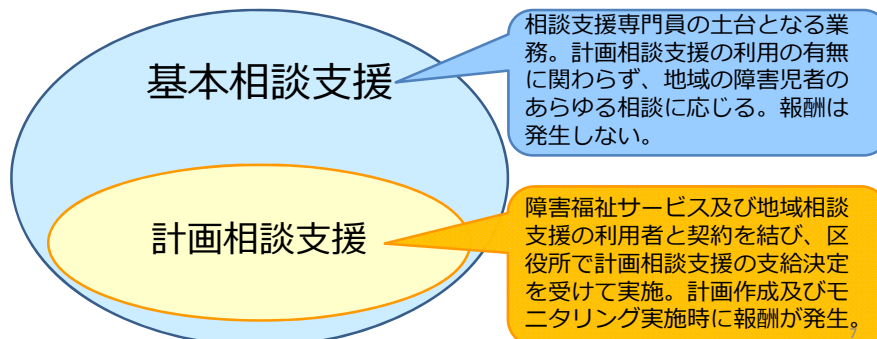 基本相談支援
相談支援専門員の土台となる業
務。計画相談支援の利用の有無
に関わらず、地域の障害児者の
あらゆる相談に応じる。報酬は
発生しない。
計画相談支援
障害福祉サービス及び地域相談
支援の利用者と契約を結び、区
役所で計画相談支援の支給決定
を受けて実施。計画作成及びモ
ニタリング実施時に報酬が発生。
7